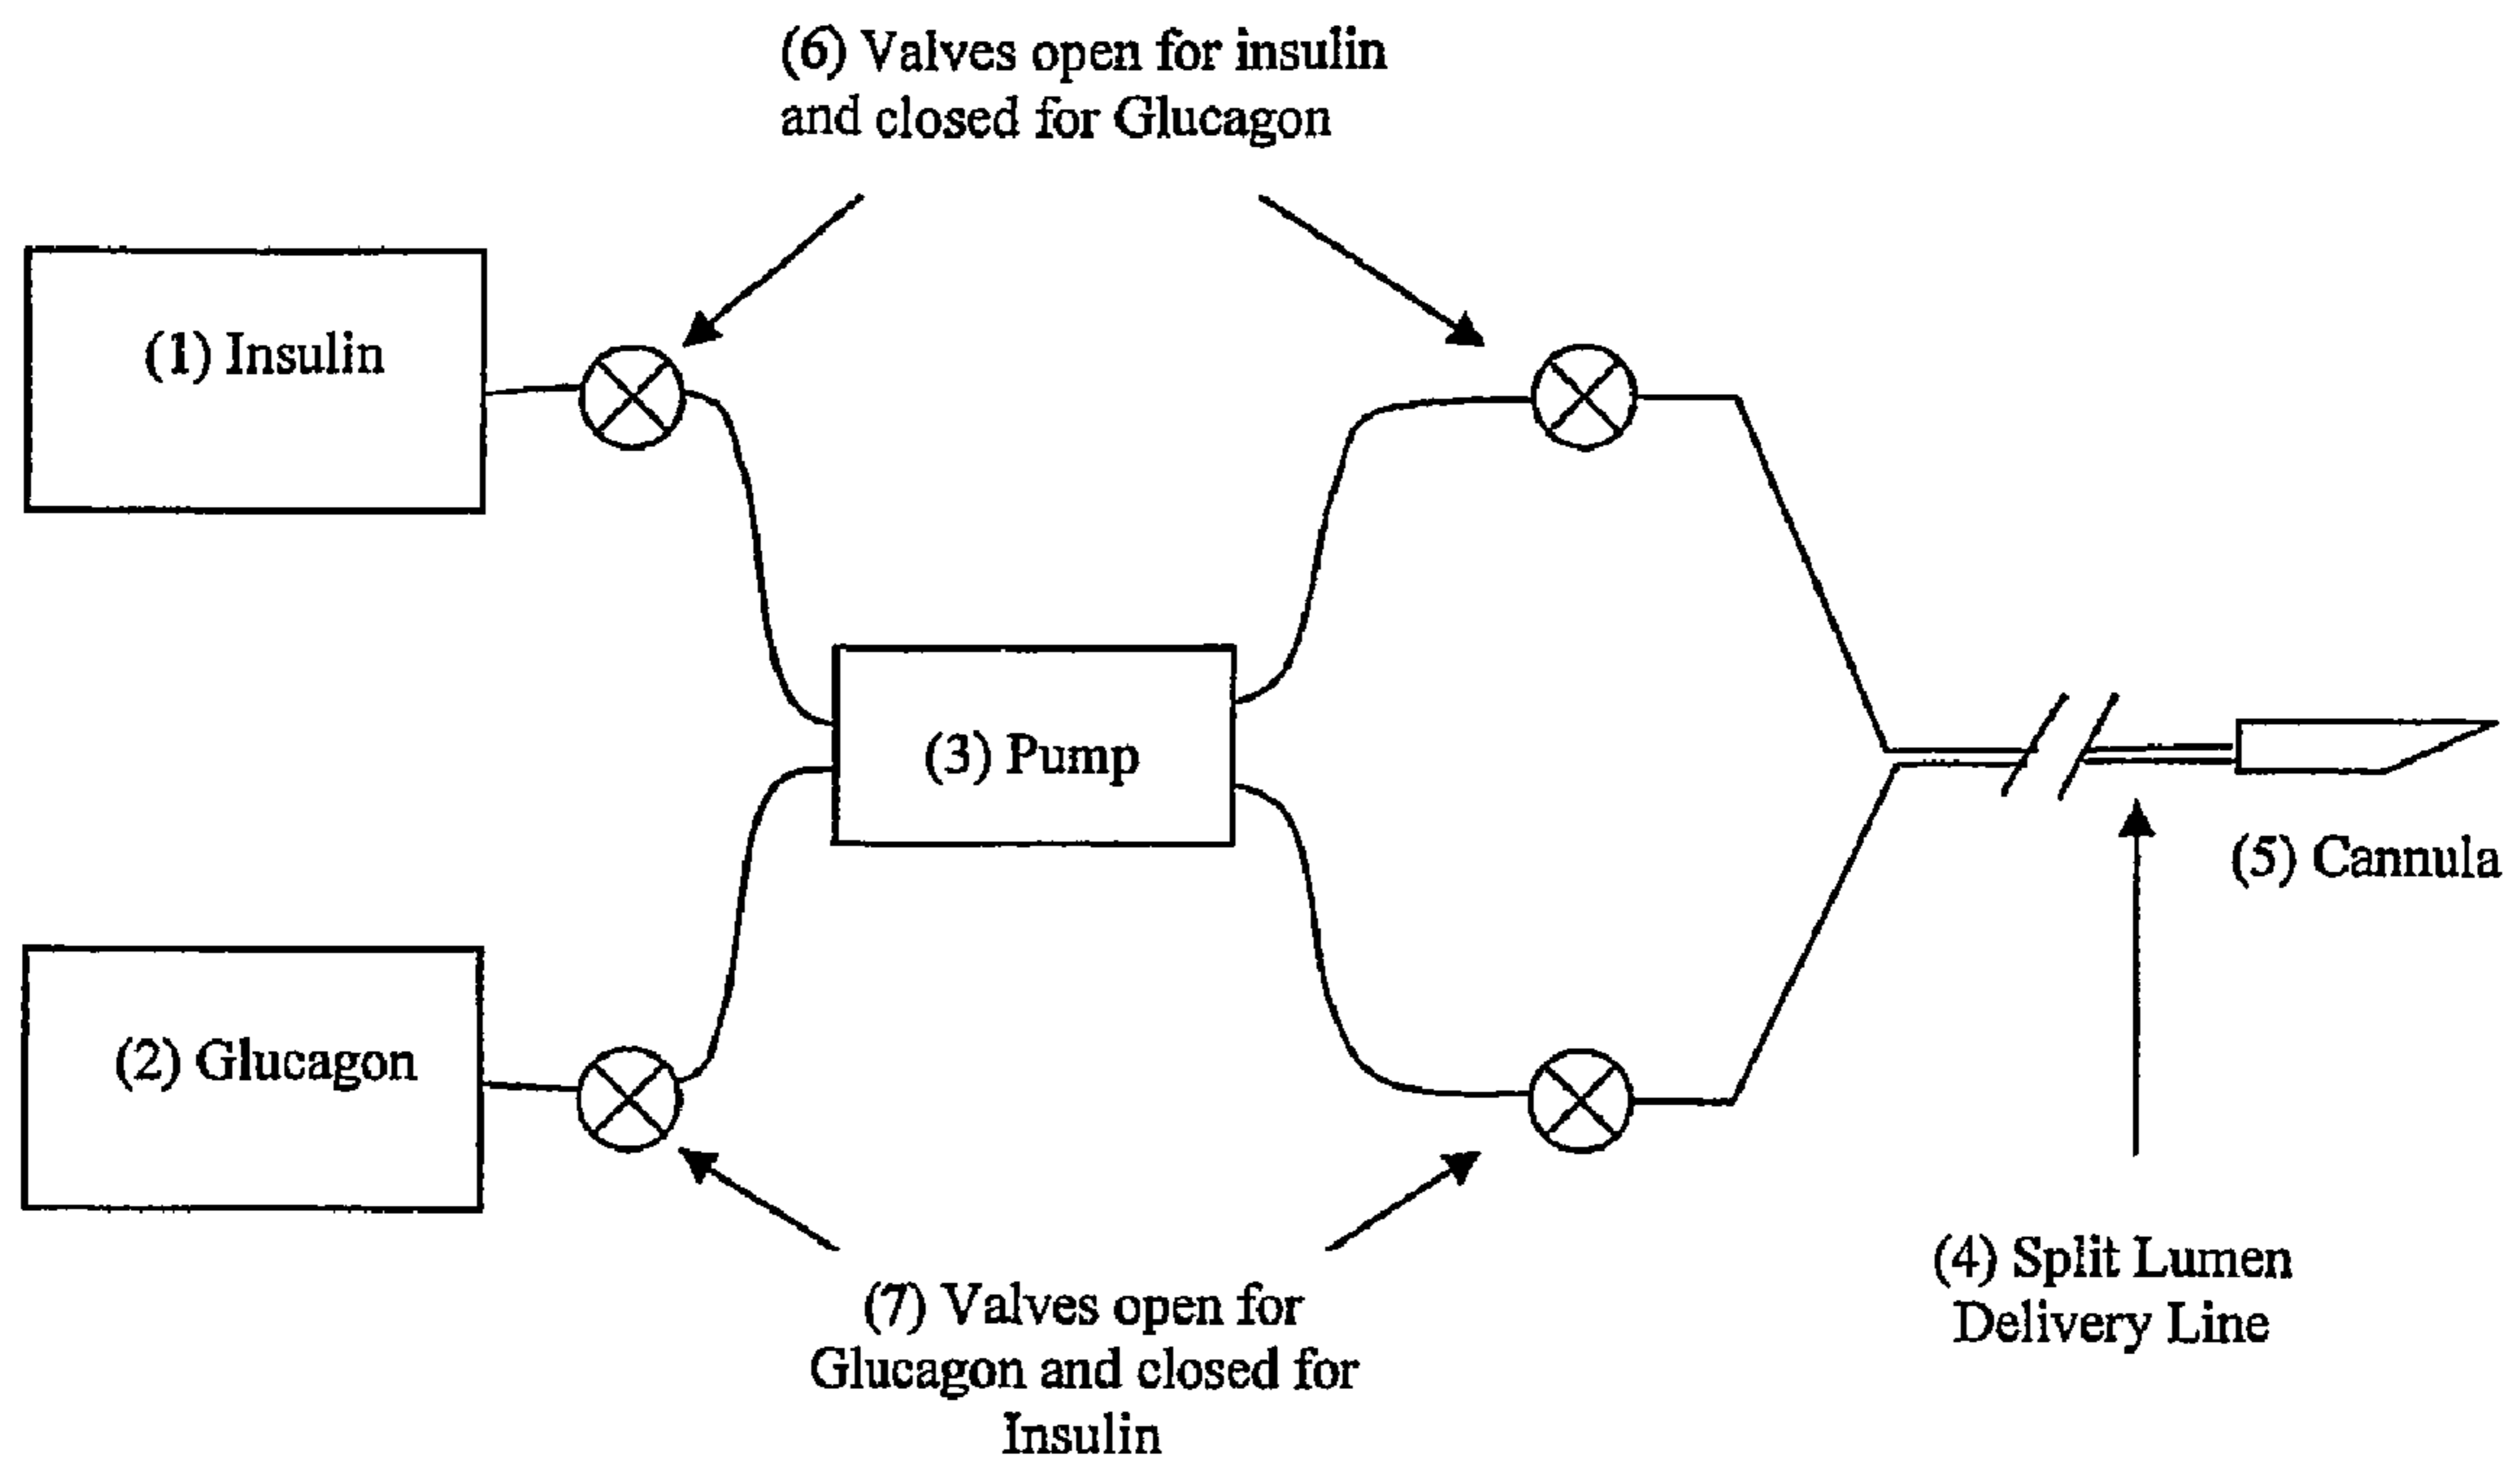 (6) Valves open for insulin
and closed for Glucagon
(1) Insulin
(3) Pump
(5) Cannula
(2) Glucagon
(4) Split Lumen
Delivery Line
(7) Valves open for
Glucagon and closed for
Insulin